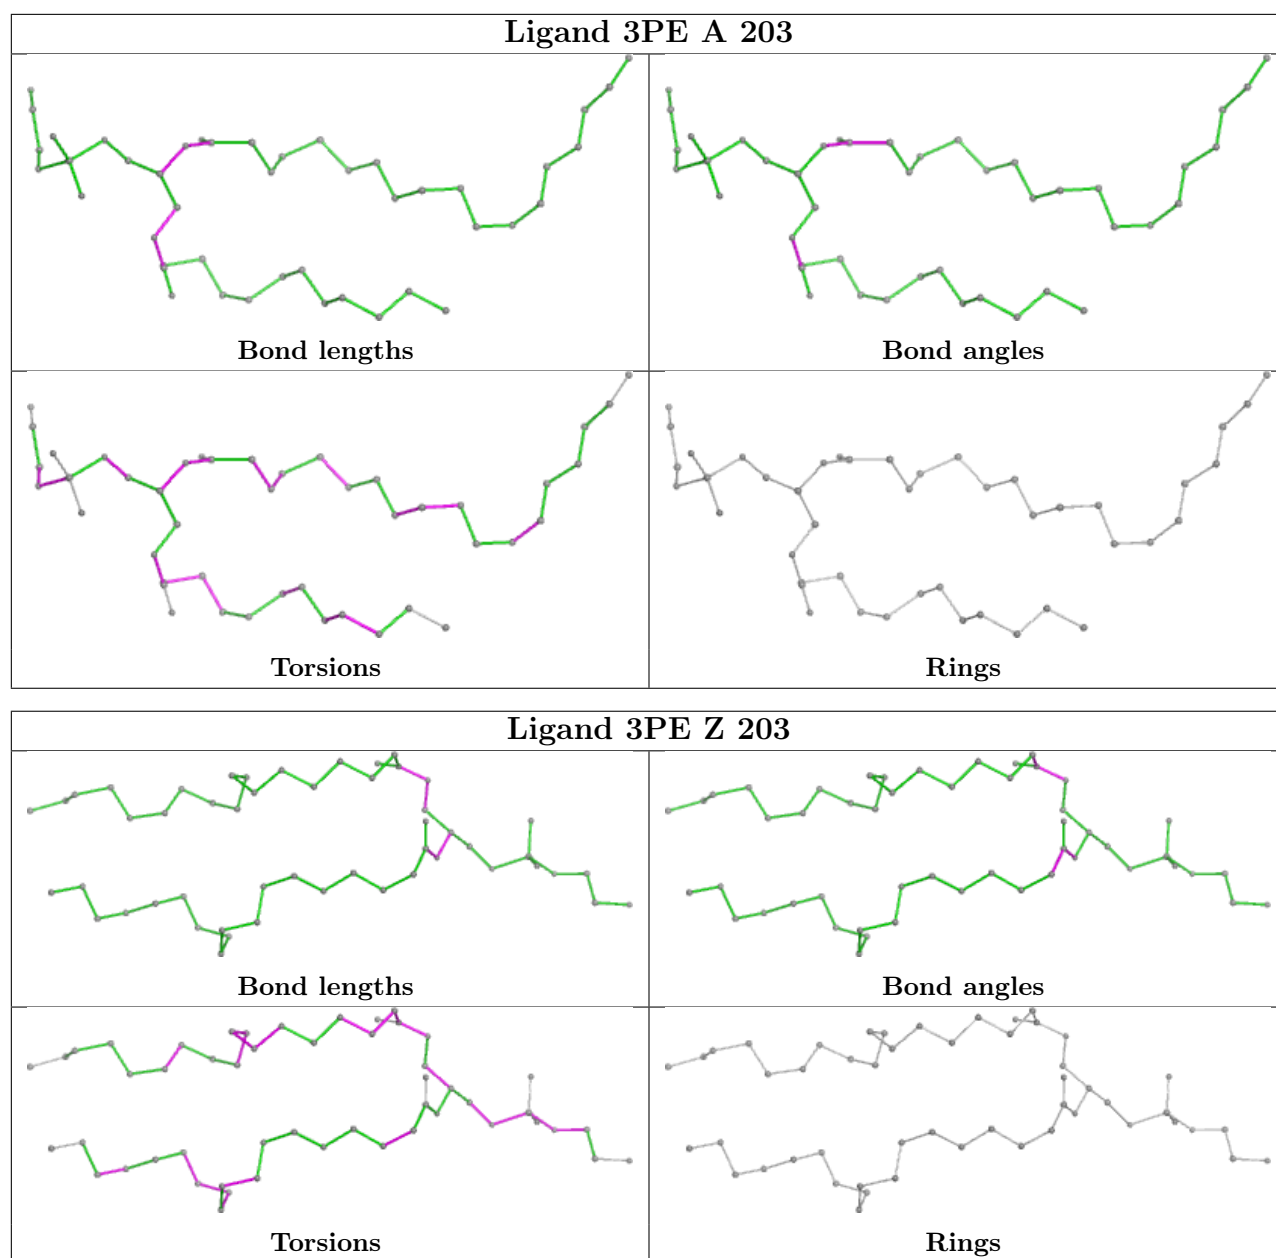 Ligand 3PE A 203
Bond lengths
Bond angles
Torsions
Rings
Ligand 3PE Z 203
Bond lengths
Bond angles
Torsions
Rings